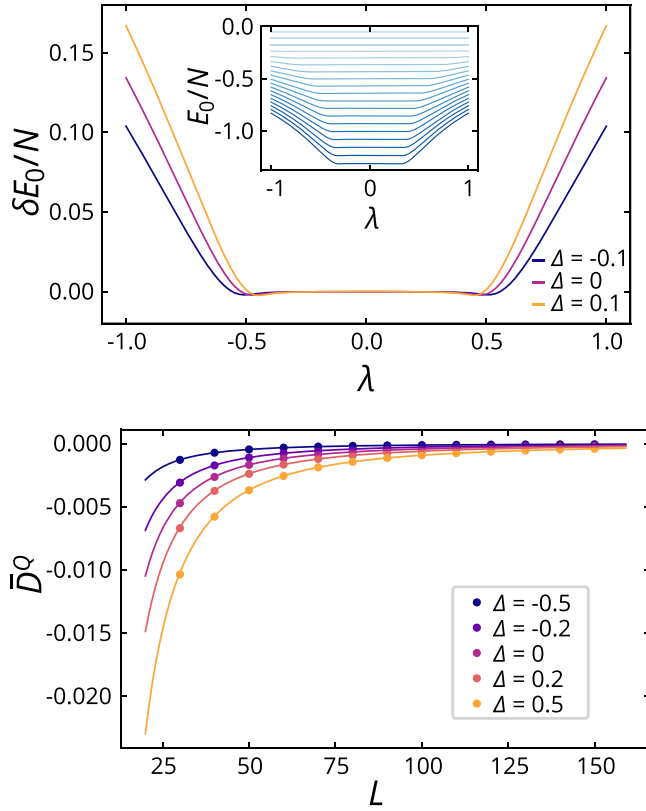 δE₀/N
0.15
0.10
0.05
0.00
-1.0
-0.5
0.0
0.5
1.0
λ
E₀/N
0.0
-0.5
-1.0
-1
0
1
λ
Δ = -0.1
Δ = 0
Δ = 0.1
D̄^Q
0.000
-0.005
-0.010
-0.015
-0.020
25
50
75
100
125
150
L
Δ = -0.5
Δ = -0.2
Δ = 0
Δ = 0.2
Δ = 0.5